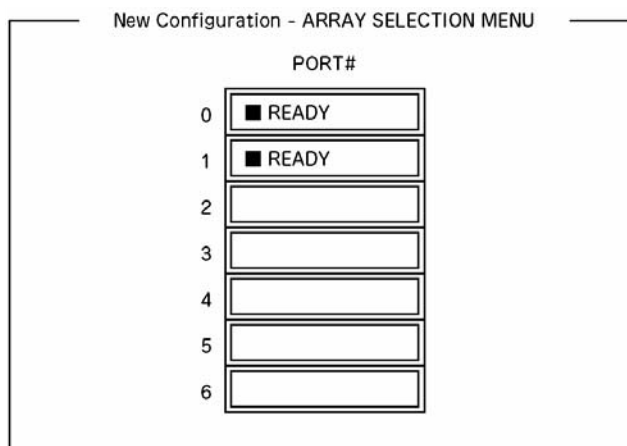 New Configuration - ARRAY SELECTION MENU
PORT#
0 ■ READY
1 ■ READY
2
3
4
5
6